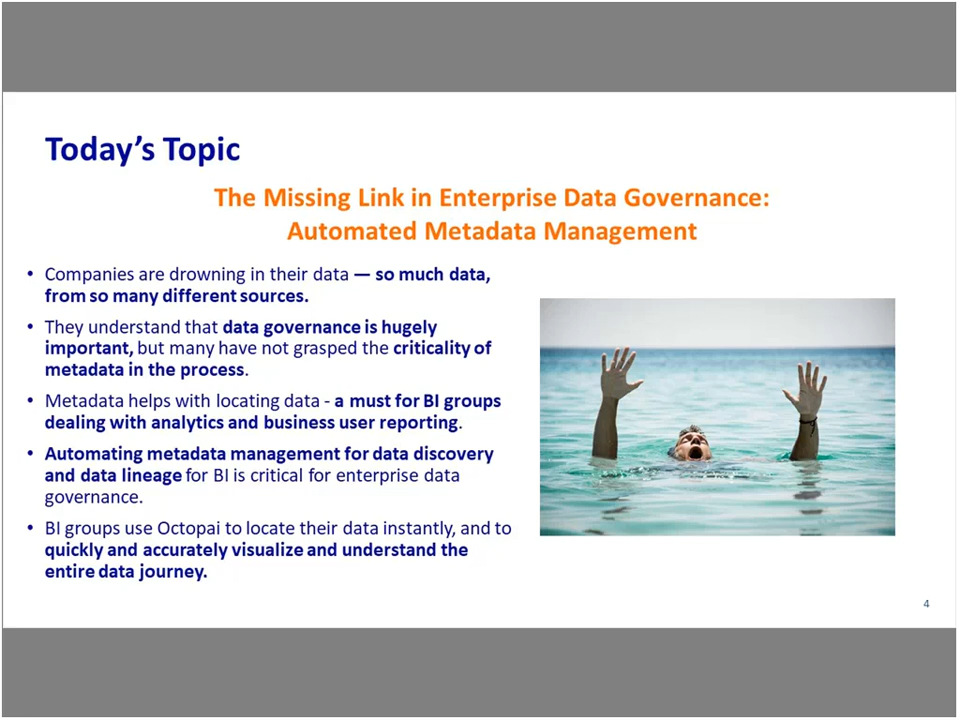 Today's Topic
The Missing Link in Enterprise Data Governance:
Automated Metadata Management
• Companies are drowning in their data — so much data,
from so many different sources.
• They understand that data governance is hugely
important, but many have not grasped the criticality of
metadata in the process.
• Metadata helps with locating data - a must for BI groups
dealing with analytics and business user reporting.
• Automating metadata management for data discovery
and data lineage for BI is critical for enterprise data
governance.
• BI groups use Octopai to locate their data instantly, and to
quickly and accurately visualize and understand the
entire data journey.
4